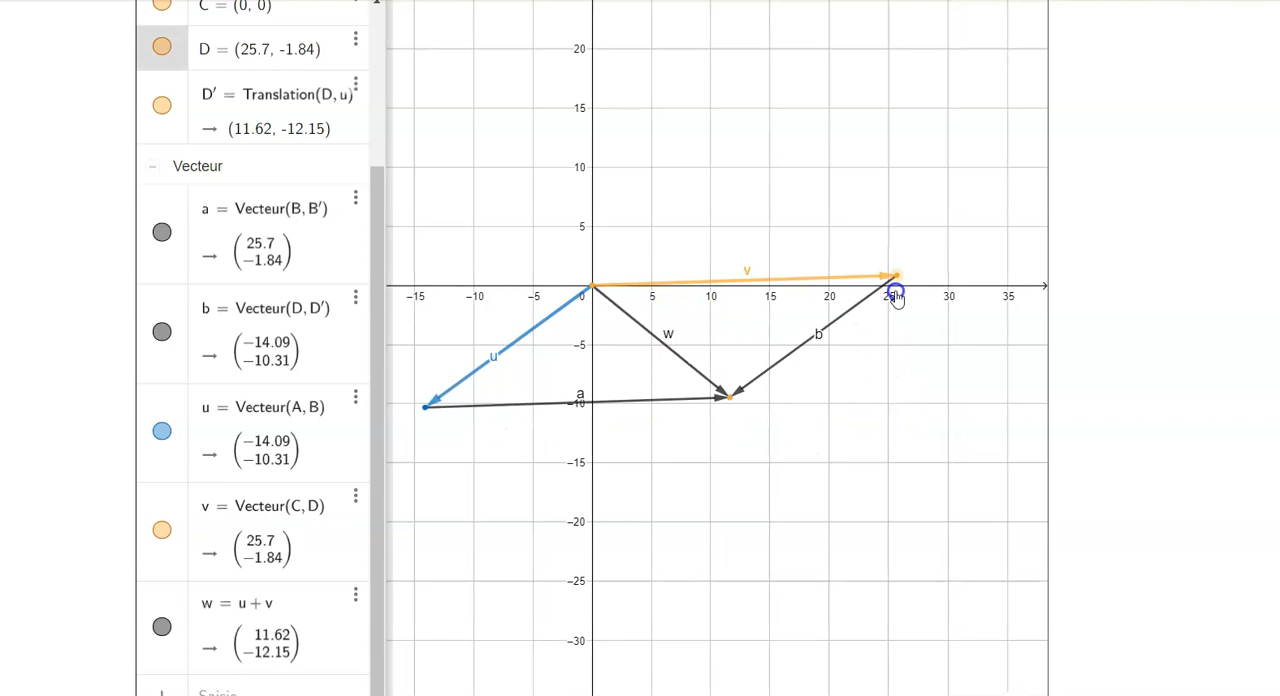 C = (0, 0)
D = (25.7, -1.84)
D′ = Translation(D, u)
→ (11.62, -12.15)
Vecteur
a = Vecteur(B, B′)
→ (25.7
−1.84)
b = Vecteur(D, D′)
→ (−14.09
−10.31)
u = Vecteur(A, B)
→ (−14.09
−10.31)
v = Vecteur(C, D)
→ (25.7
−1.84)
w = u + v
→ (11.62
−12.15)
20
15
10
5
v
−15 −10 −5 0 5 10 15 20 30 35
w
b
−5
u
a
−10
−15
−20
−25
−30